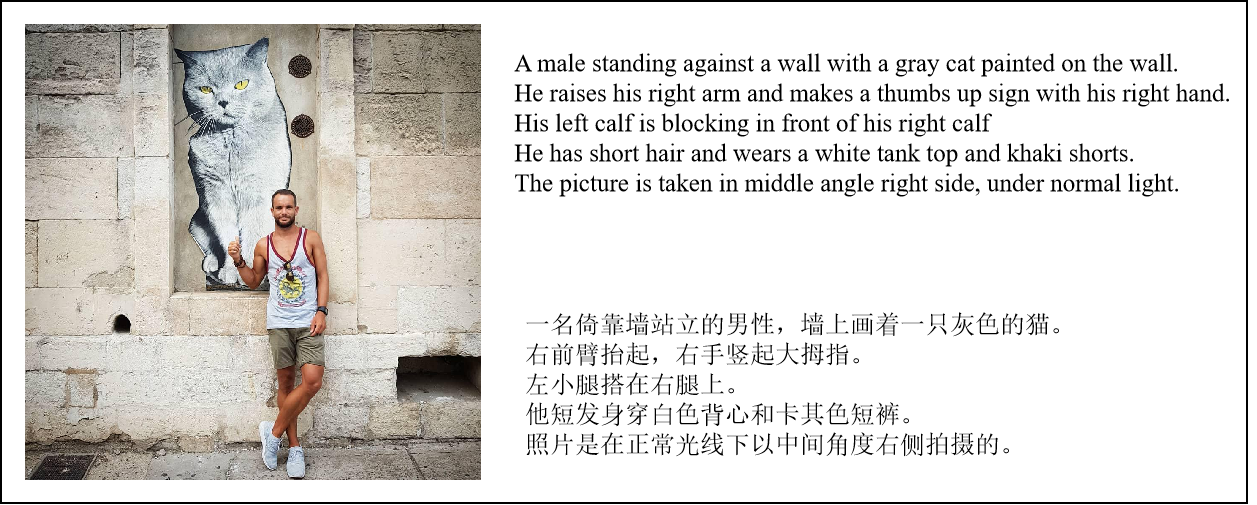 A male standing against a wall with a gray cat painted on the wall.
He raises his right arm and makes a thumbs up sign with his right hand.
His left calf is blocking in front of his right calf
He has short hair and wears a white tank top and khaki shorts.
The picture is taken in middle angle right side, under normal light.
一名倚靠墙站立的男性，墙上画着一只灰色的猫。
右前臂抬起，右手竖起大拇指。
左小腿搭在右腿上。
他短发身穿白色背心和卡其色短裤。
照片是在正常光线下以中间角度右侧拍摄的。